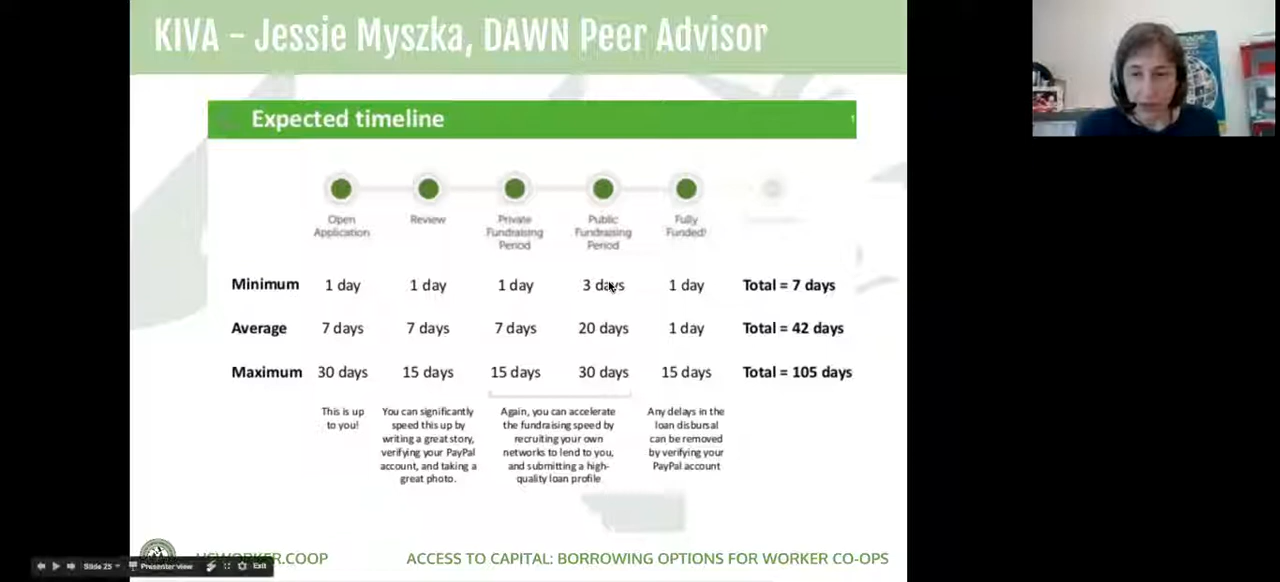 KIVA – Jessie Myszka, DAWN Peer Advisor
Expected timeline
Open
Application
Review
Private
Fundraising
Period
Public
Fundraising
Period
Fully
Funded!
Minimum 1 day 1 day 1 day 3 days 1 day Total = 7 days
Average 7 days 7 days 7 days 20 days 1 day Total = 42 days
Maximum 30 days 15 days 15 days 30 days 15 days Total = 105 days
This is up
to you!
You can significantly
speed this up by
writing a great story,
verifying your PayPal
account, and taking a
great photo.
Again, you can accelerate
the fundraising speed by
recruiting your own
networks to lend to you,
and submitting a high-
quality loan profile
Any delays in the
loan disbursal
can be removed
by verifying your
PayPal account
USWORKER.COOP ACCESS TO CAPITAL: BORROWING OPTIONS FOR WORKER CO-OPS
Slide 25 Presenter view Exit